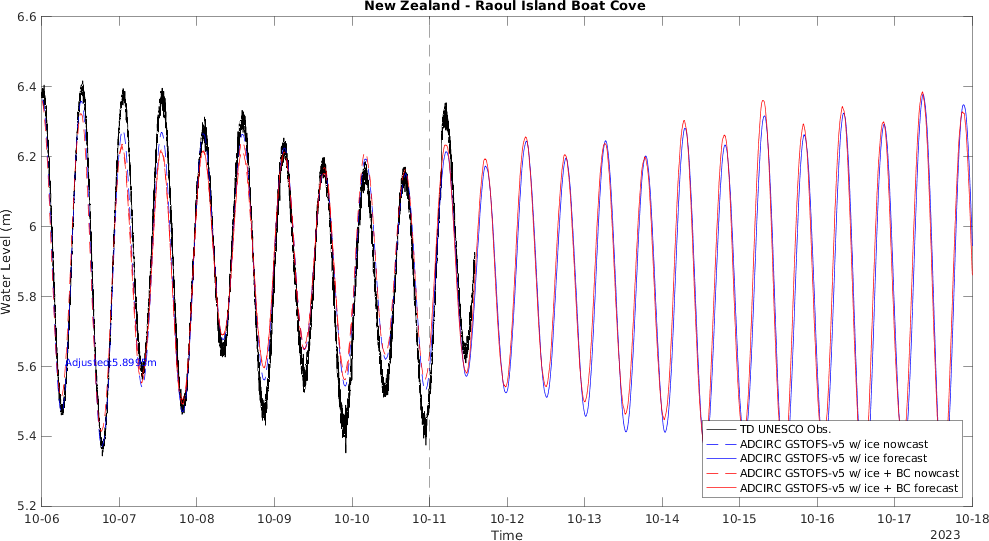 New Zealand - Raoul Island Boat Cove
6.6
6.4
6.2
6
5.8
5.6
5.4
5.2
Water Level (m)
TD UNESCO Obs.
ADCIRC GSTOFS-v5 w/ ice nowcast
ADCIRC GSTOFS-v5 w/ ice forecast
ADCIRC GSTOFS-v5 w/ ice + BC nowcast
ADCIRC GSTOFS-v5 w/ ice + BC forecast
10-06 10-07 10-08 10-09 10-10 10-11 10-12 10-13 10-14 10-15 10-16 10-17 10-18
Time
2023